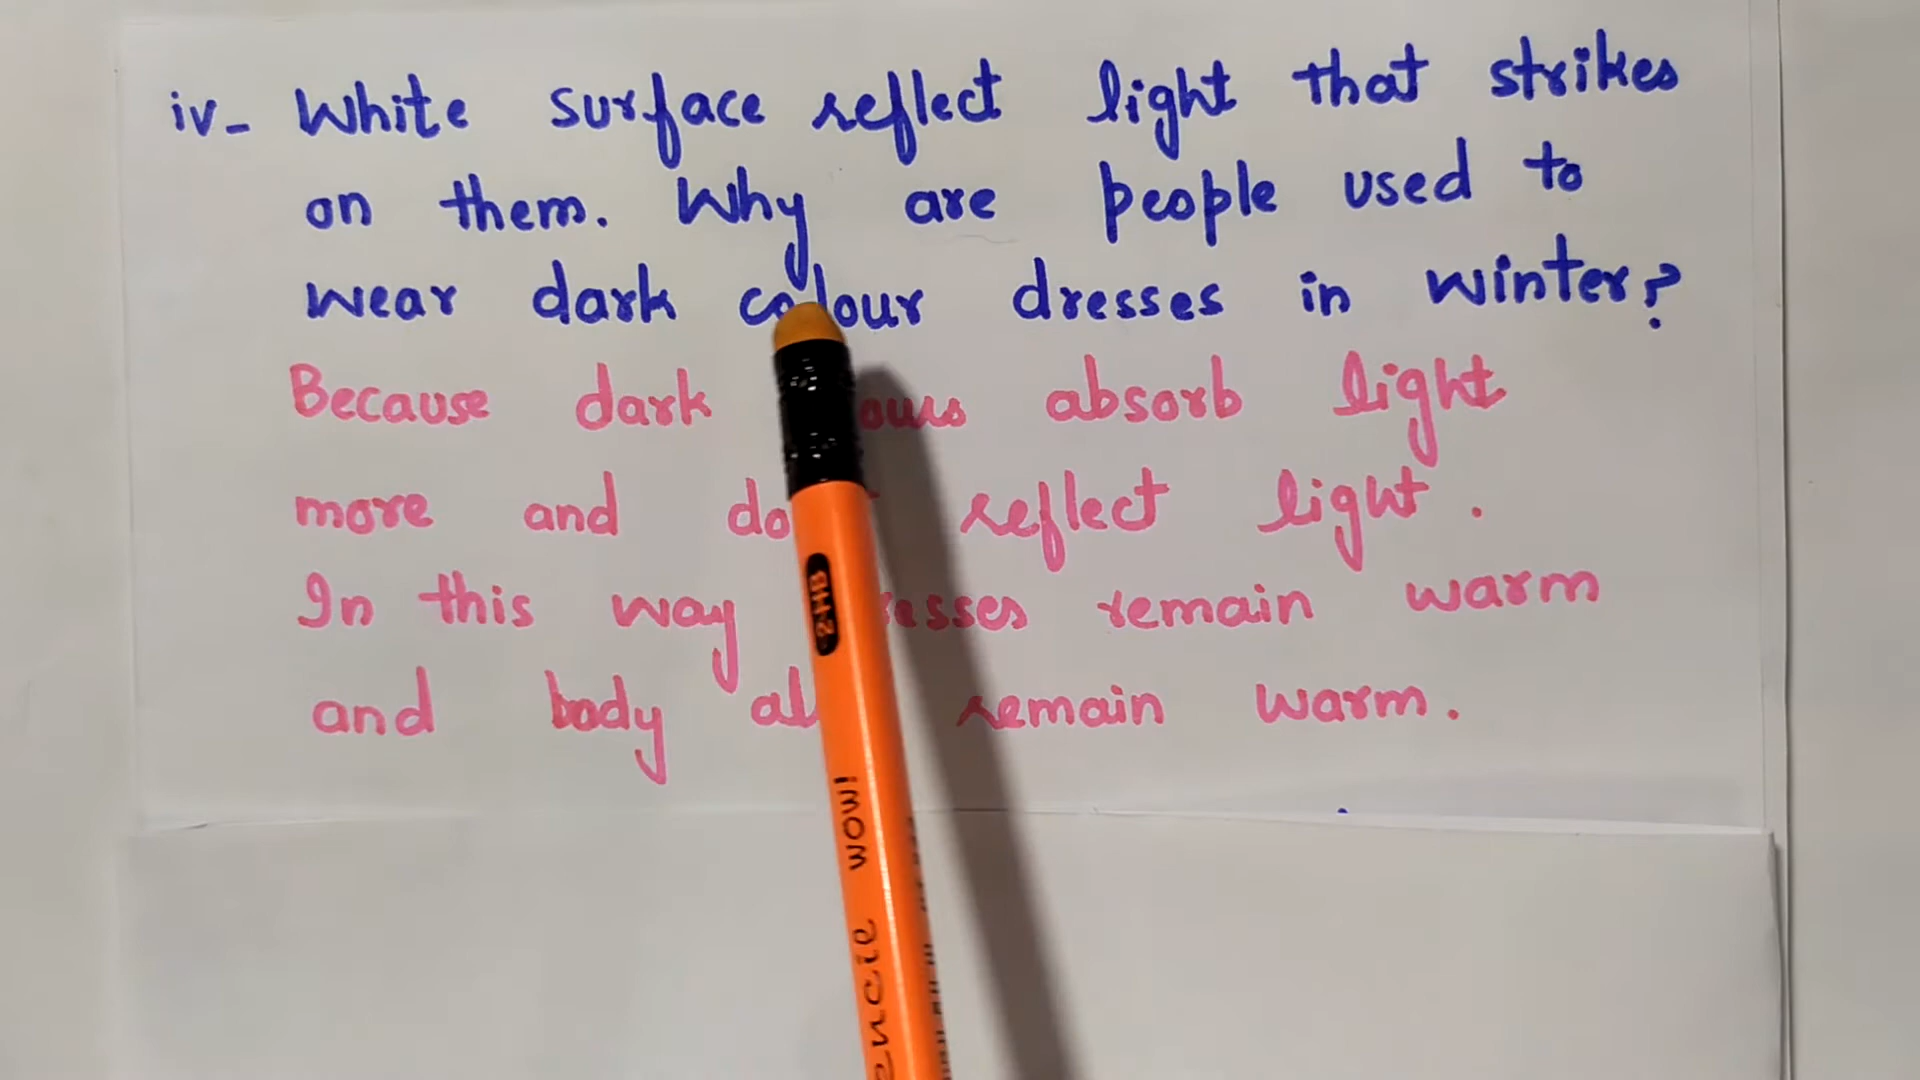 iv- White surface reflect light that strikes
on them. Why are people used to
wear dark colour dresses in winter?
Because dark absorb light
more and reflect light.
In this way remain warm
and body remain warm.
2-HB
WOW!